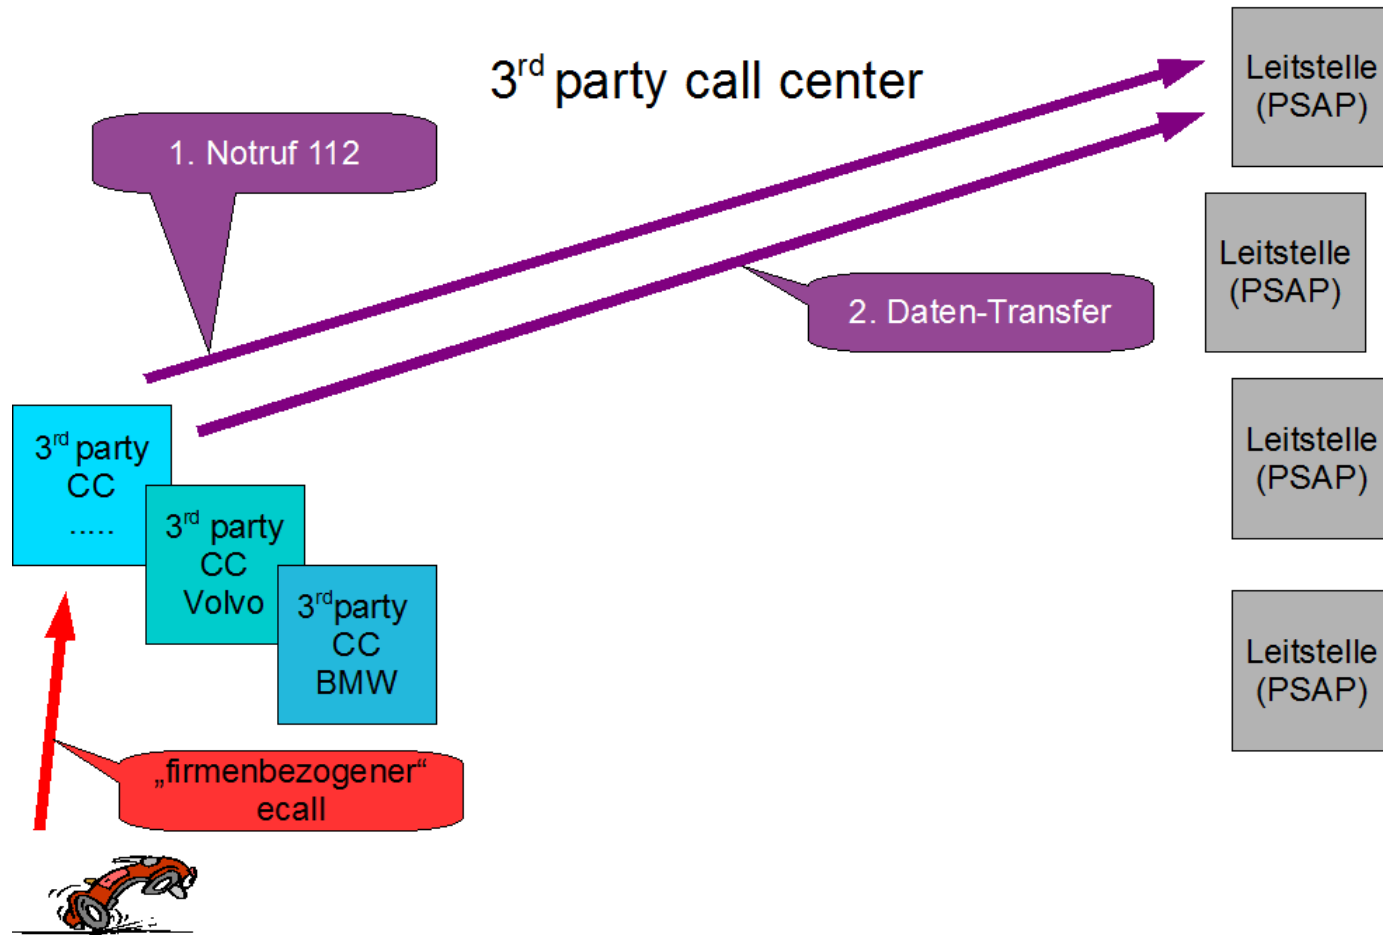 3rd party call center
Leitstelle
(PSAP)
1. Notruf 112
Leitstelle
(PSAP)
2. Daten-Transfer
3rd party
CC
.....
Leitstelle
(PSAP)
3rd party
CC
Volvo
3rd party
CC
BMW
Leitstelle
(PSAP)
„firmenbezogener“
ecall